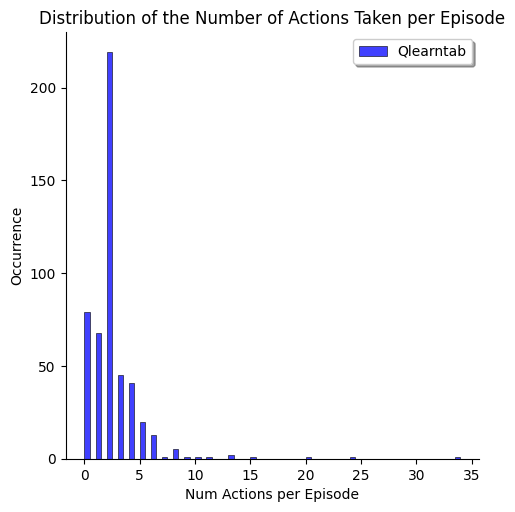 Distribution of the Number of Actions Taken per Episode
Qlearntab
200
150
100
50
0
Occurrence
0 5 10 15 20 25 30 35
Num Actions per Episode